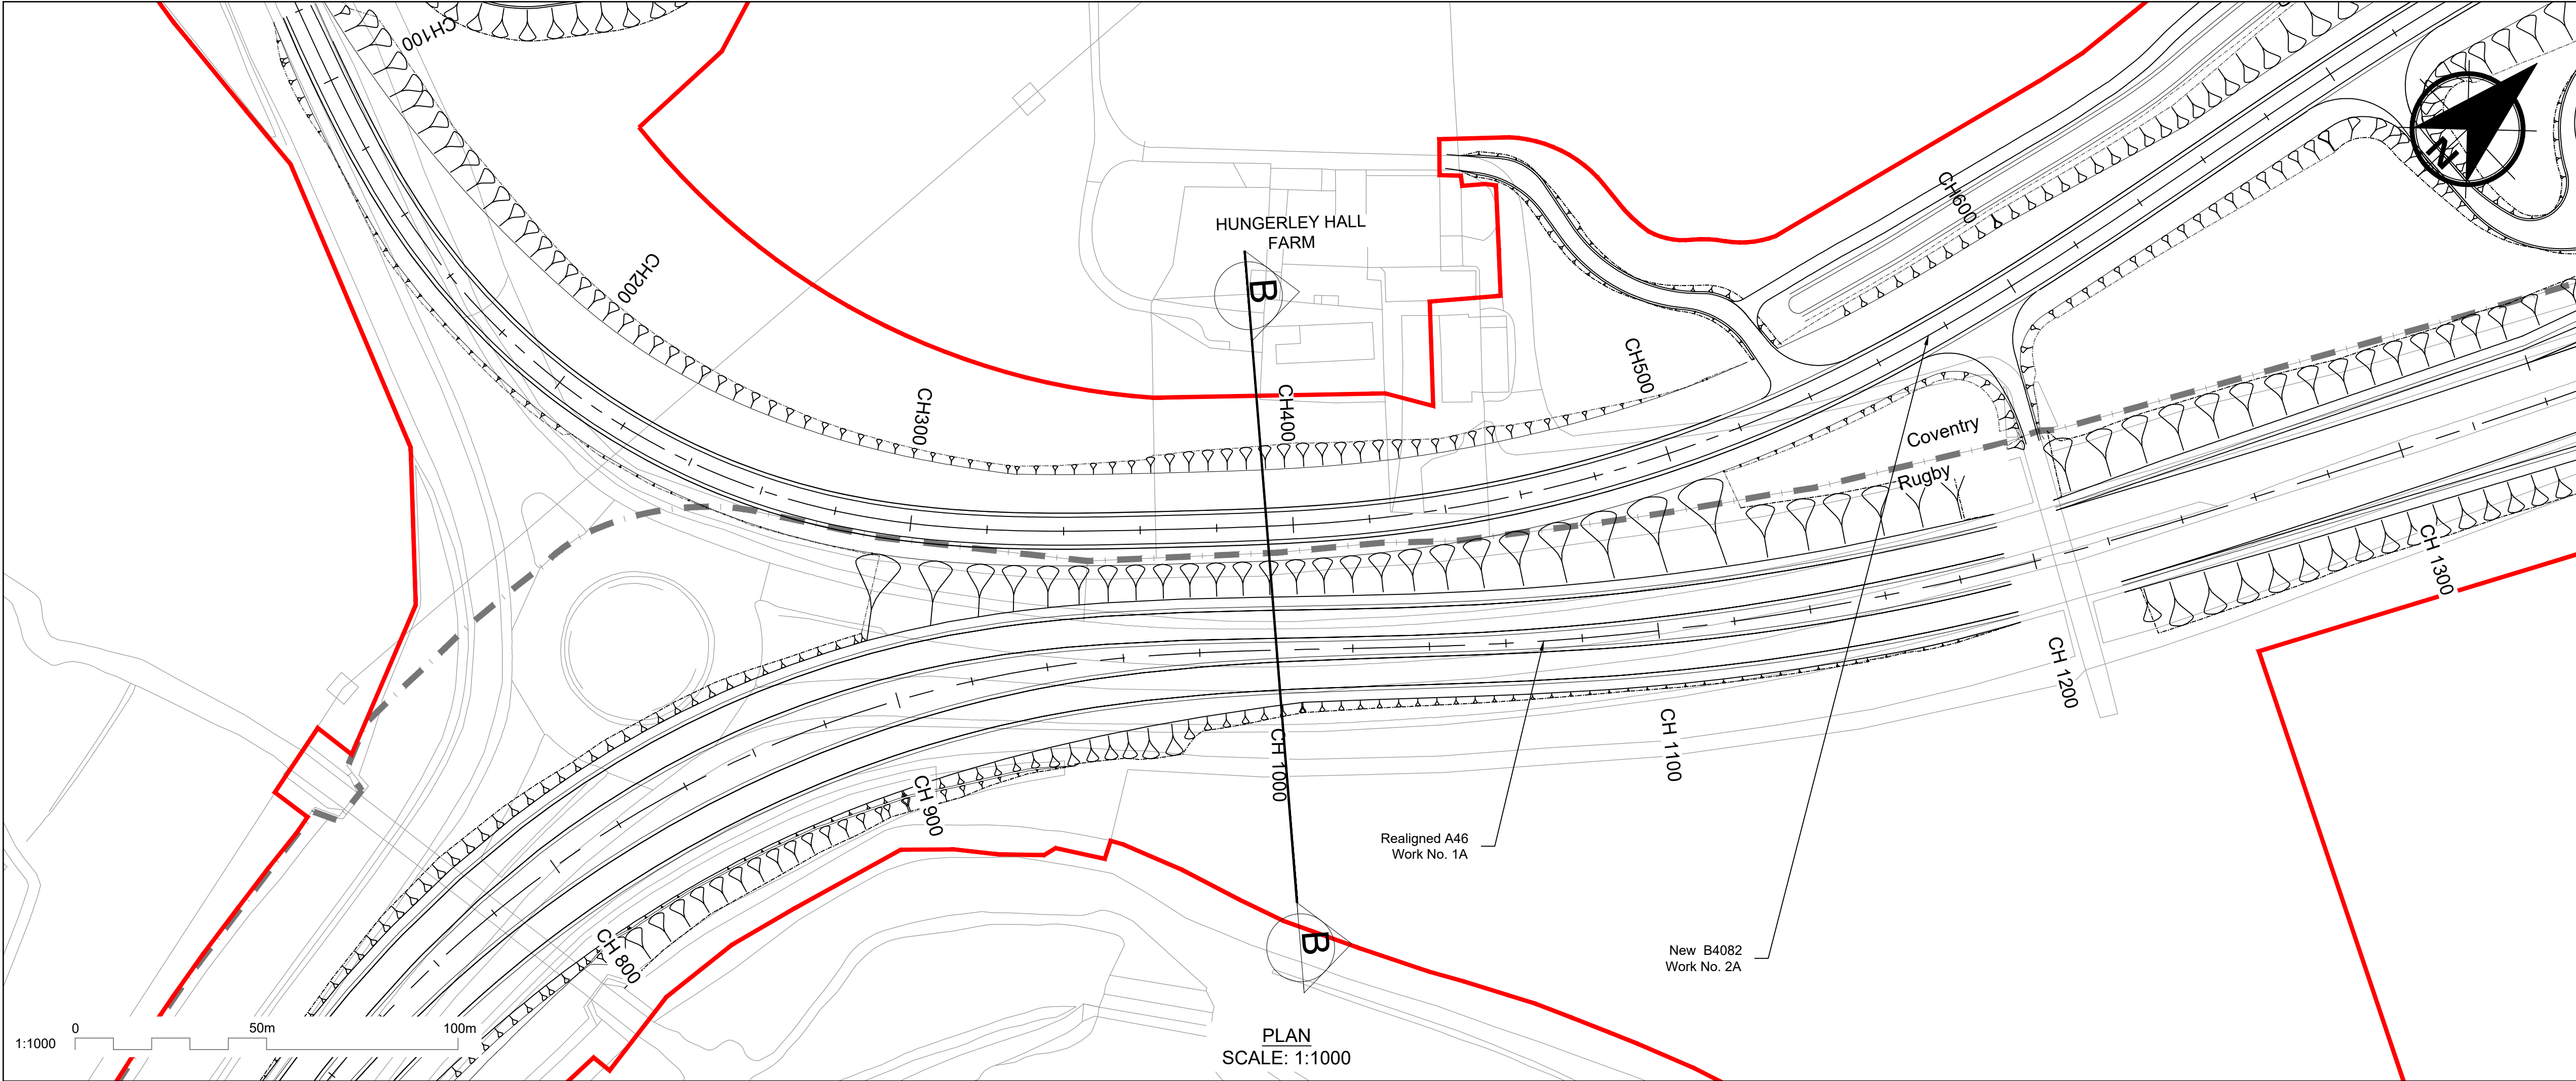 CH100
N
CH600
CH200
HUNGERLEY HALL
FARM
B
CH500
CH300
CH400
Coventry
Rugby
CH 1300
CH 1200
CH 1100
CH 1000
CH 900
CH 800
Realigned A46
Work No. 1A
B
New B4082
Work No. 2A
1:1000
0 50m 100m
PLAN
SCALE: 1:1000